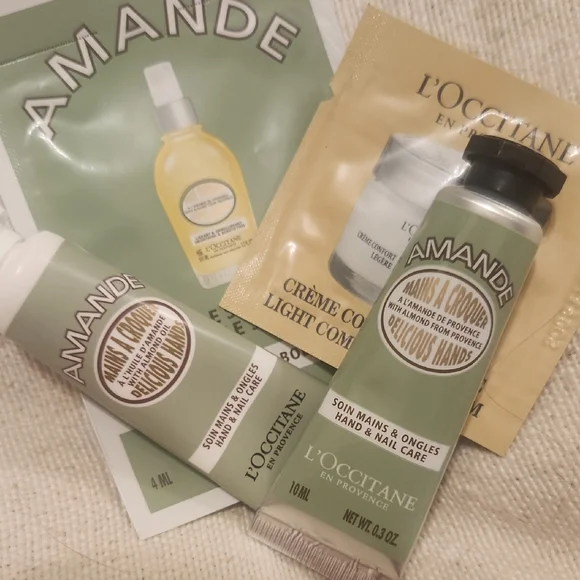 AMANDE
L'OCCITANE
EN PROVENCE
L'OCCITANE
CRÈME CONFORT
LÉGÈRE
CRÈME CO
LIGHT COM
4 ML
AMANDE
MAINS À CROQUER
À L'HUILE D'AMANDE
WITH ALMOND OIL
DELICIOUS HANDS
SOIN MAINS & ONGLES
HAND & NAIL CARE
L'OCCITANE
EN PROVENCE
AMANDE
MAINS À CROQUER
À L'AMANDE DE PROVENCE
WITH ALMOND FROM PROVENCE
DELICIOUS HANDS
SOIN MAINS & ONGLES
HAND & NAIL CARE
L'OCCITANE
EN PROVENCE
10 ML
NET WT. 0.3 OZ.